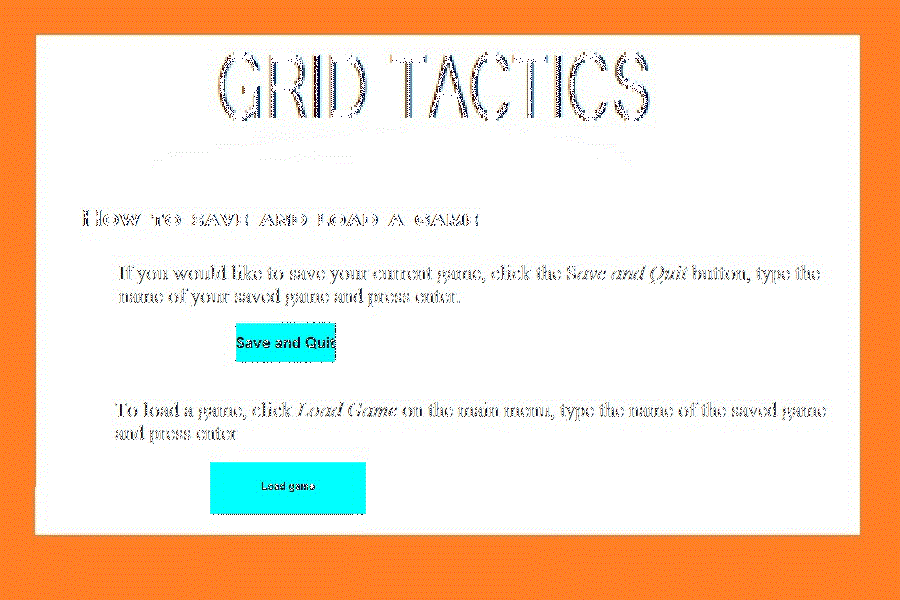 GRID TACTICS
HOW TO SAVE AND LOAD A GAME
If you would like to save your current game, click the Save and Quit button, type the
name of your saved game and press enter.
Save and Quit
To load a game, click Load Game on the main menu, type the name of the saved game
and press enter
Load game